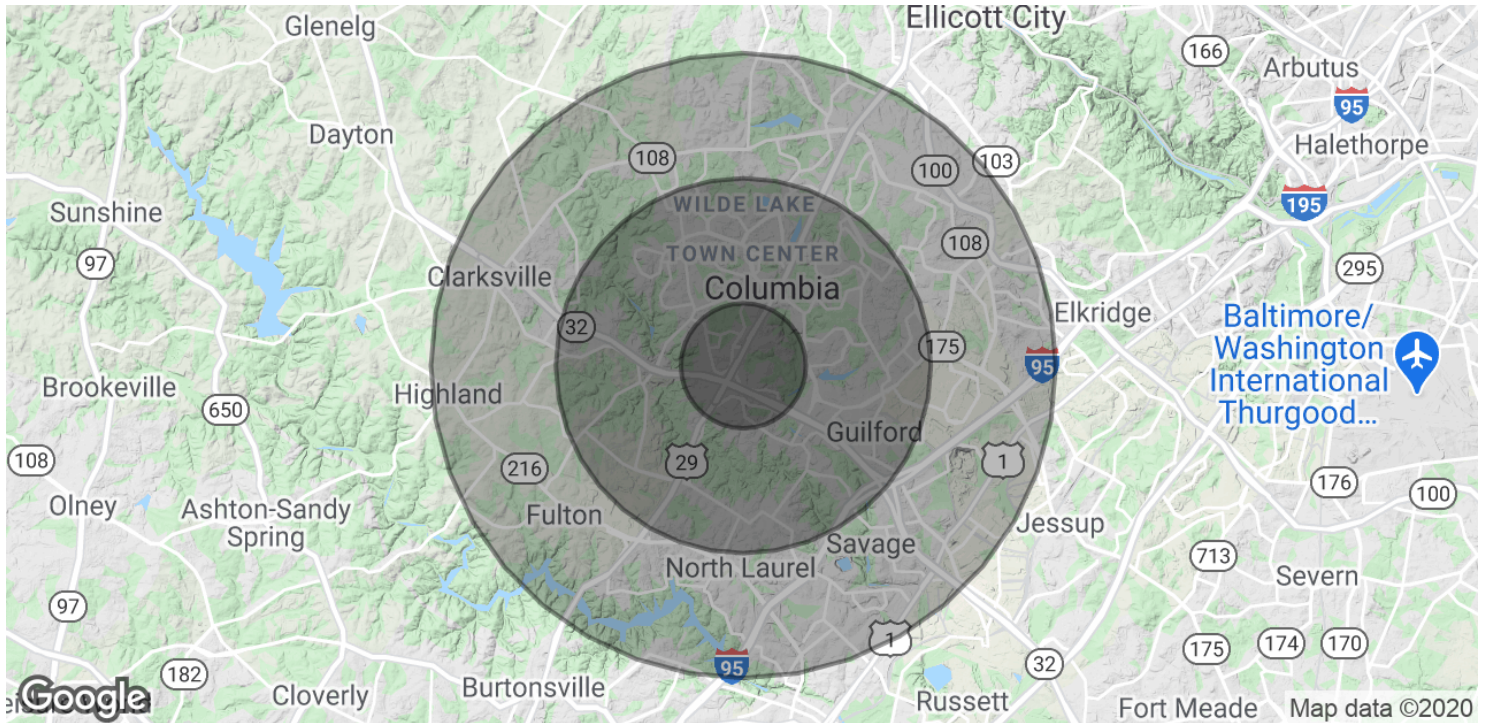 Ellicott City
Glenelg
166
Arbutus
95
Dayton
Halethorpe
108
100
103
195
Sunshine
WILDE LAKE
108
97
TOWN CENTER
295
Clarksville
Columbia
Elkridge
32
Baltimore/
Washington
International
Thurgood...
175
95
Brookeville
Highland
650
Guilford
108
216
29
1
176
100
Olney
Ashton-Sandy
Spring
Fulton
Jessup
Savage
713
North Laurel
Severn
97
1
175
174
170
95
32
182
Cloverly
Burtonsville
Russett
Fort Meade
Google
Map data ©2020